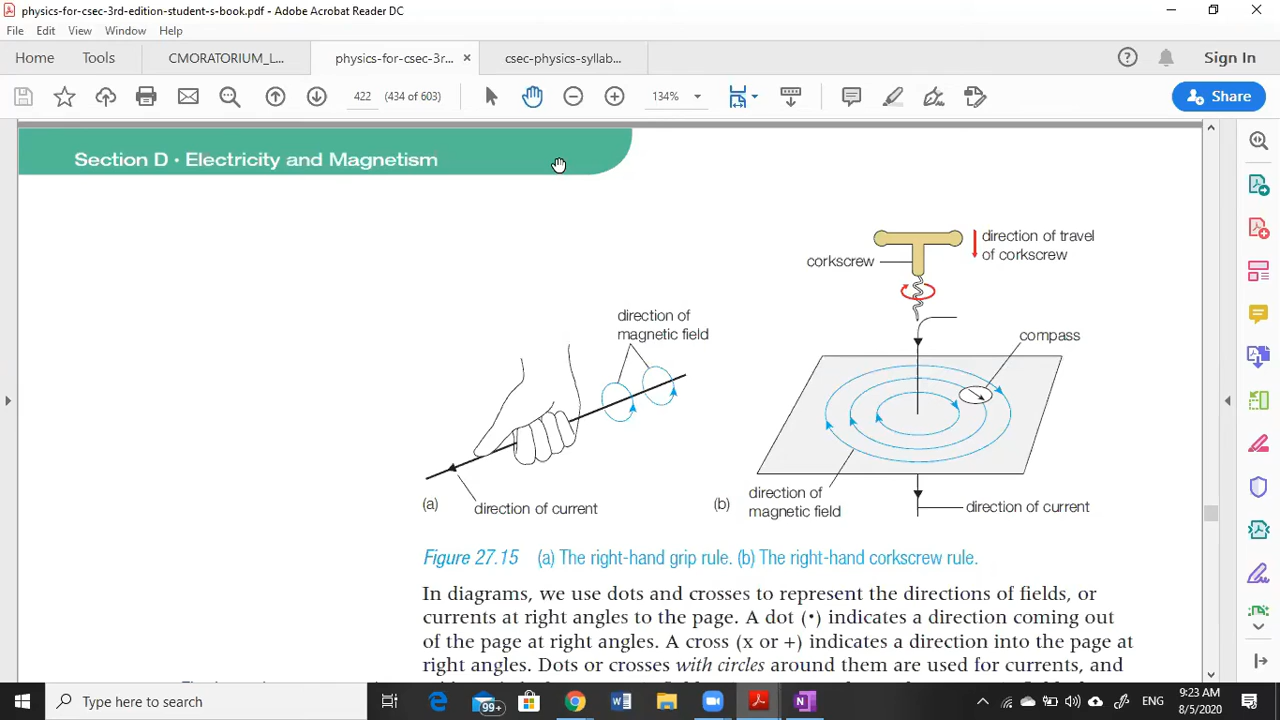 physics-for-csec-3rd-edition-student-s-book.pdf - Adobe Acrobat Reader DC
File Edit View Window Help
Home Tools CMORATORIUM_L... physics-for-csec-3r... × csec-physics-syllab... Sign In
422 (434 of 603) 134% Share
Section D • Electricity and Magnetism
direction of travel
of corkscrew
corkscrew
direction of
magnetic field
compass
direction of current
(a)
direction of
magnetic field
(b)
direction of current
Figure 27.15 (a) The right-hand grip rule. (b) The right-hand corkscrew rule.
In diagrams, we use dots and crosses to represent the directions of fields, or
currents at right angles to the page. A dot (•) indicates a direction coming out
of the page at right angles. A cross (x or +) indicates a direction into the page at
right angles. Dots or crosses with circles around them are used for currents, and
Type here to search
99+
ENG
9:23 AM
8/5/2020